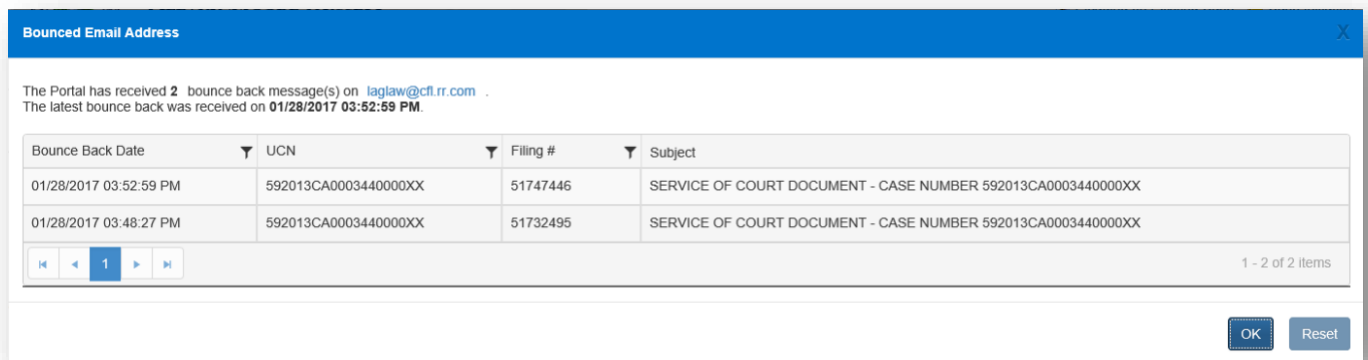 Bounced Email Address X
The Portal has received 2 bounce back message(s) on laglaw@cfl.rr.com .
The latest bounce back was received on 01/28/2017 03:52:59 PM.
Bounce Back Date UCN Filing # Subject
01/28/2017 03:52:59 PM 592013CA0003440000XX 51747446 SERVICE OF COURT DOCUMENT - CASE NUMBER 592013CA0003440000XX
01/28/2017 03:48:27 PM 592013CA0003440000XX 51732495 SERVICE OF COURT DOCUMENT - CASE NUMBER 592013CA0003440000XX
1 1 - 2 of 2 items
OK Reset